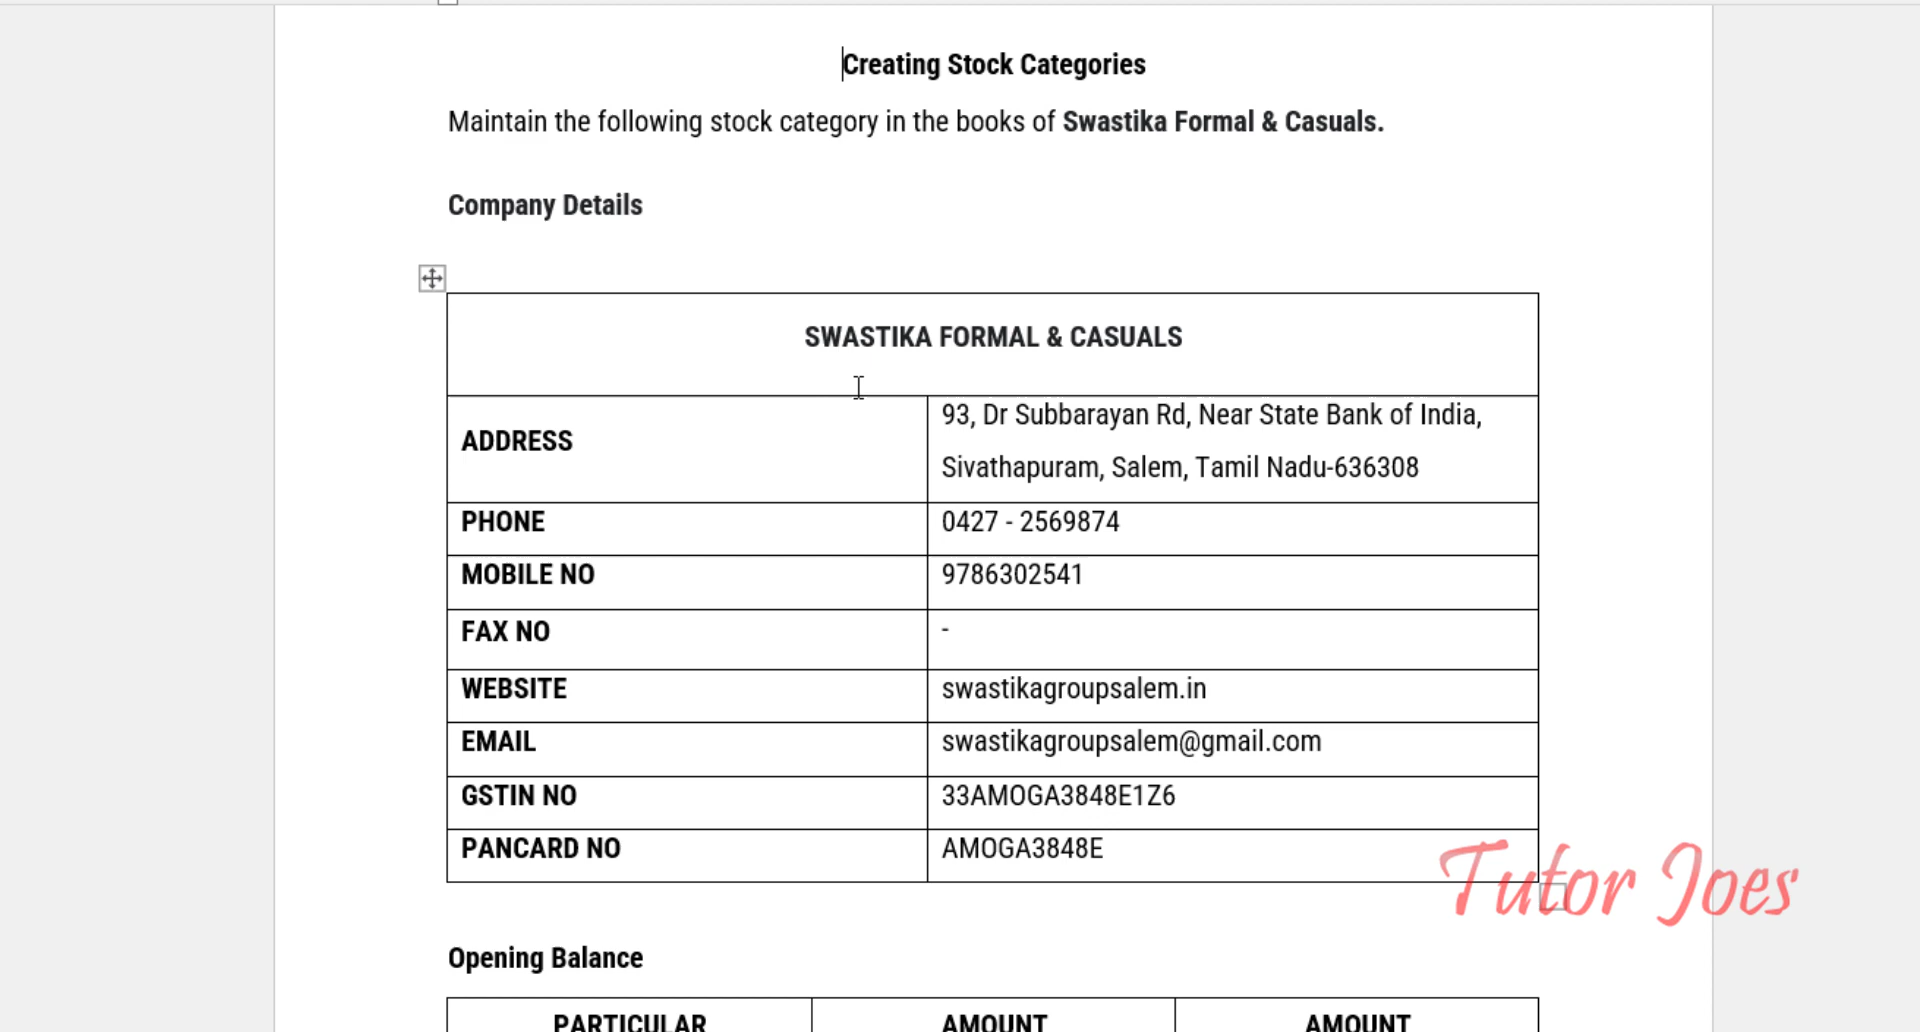 Creating Stock Categories
Maintain the following stock category in the books of Swastika Formal & Casuals.
Company Details
SWASTIKA FORMAL & CASUALS
ADDRESS
93, Dr Subbarayan Rd, Near State Bank of India,
Sivathapuram, Salem, Tamil Nadu-636308
PHONE
0427 - 2569874
MOBILE NO
9786302541
FAX NO
-
WEBSITE
swastikagroupsalem.in
EMAIL
swastikagroupsalem@gmail.com
GSTIN NO
33AMOGA3848E1Z6
PANCARD NO
AMOGA3848E
Tutor Joes
Opening Balance
PARTICULAR
AMOUNT
AMOUNT